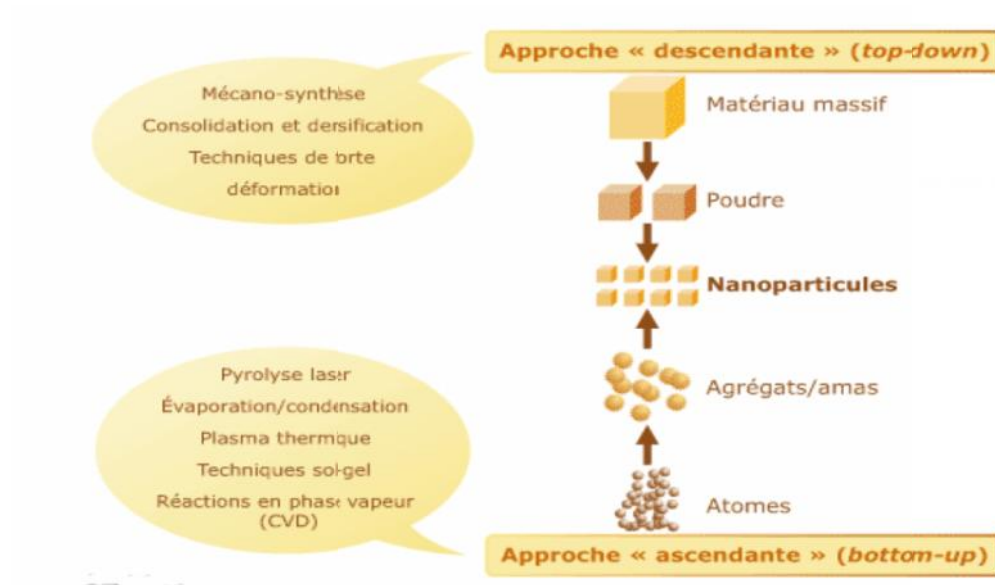 Approche « descendante » (top-down)
Mécano-synthèse
Consolidation et densification
Techniques de forte
déformation
Matériau massif
Poudre
Nanoparticules
Pyrolyse laser
Évaporation/condensation
Plasma thermique
Techniques sol-gel
Réactions en phase vapeur
(CVD)
Agrégats/amas
Atomes
Approche « ascendante » (bottom-up)